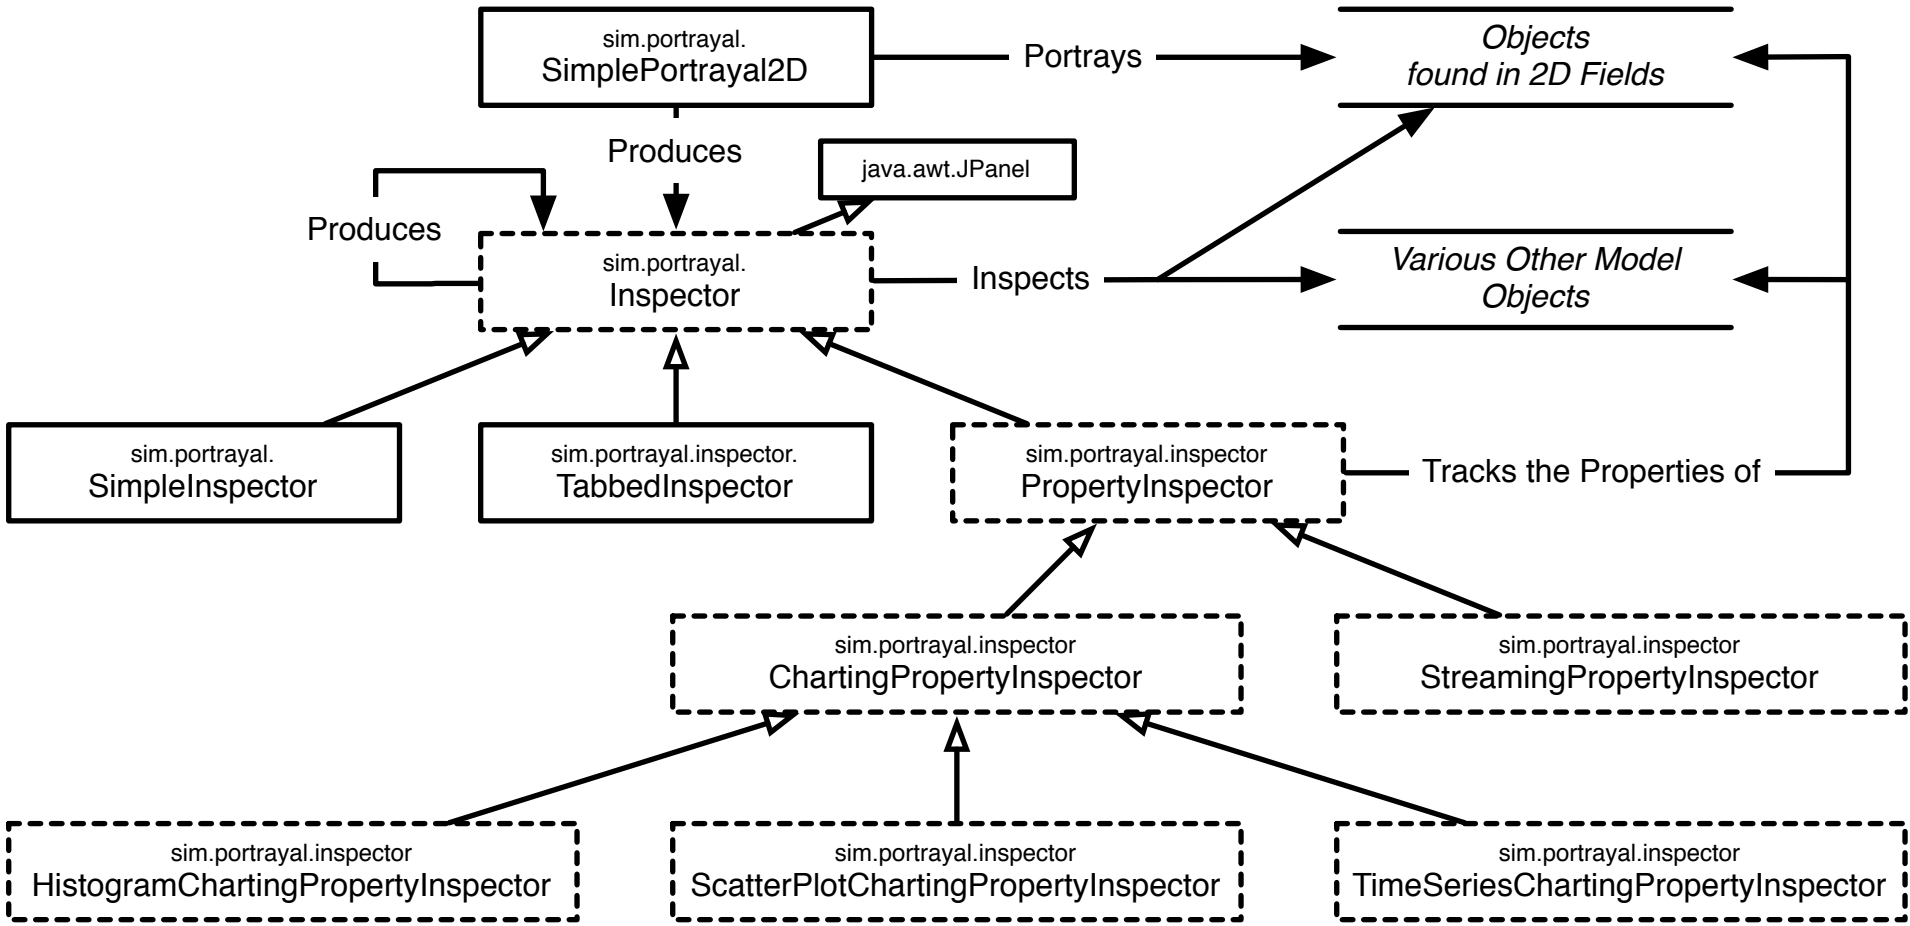 sim.portrayal.
SimplePortrayal2D
Portrays
Objects
found in 2D Fields
Produces
java.awt.JPanel
Produces
sim.portrayal.
Inspector
Inspects
Various Other Model
Objects
sim.portrayal.
SimpleInspector
sim.portrayal.inspector.
TabbedInspector
sim.portrayal.inspector
PropertyInspector
Tracks the Properties of
sim.portrayal.inspector
ChartingPropertyInspector
sim.portrayal.inspector
StreamingPropertyInspector
sim.portrayal.inspector
HistogramChartingPropertyInspector
sim.portrayal.inspector
ScatterPlotChartingPropertyInspector
sim.portrayal.inspector
TimeSeriesChartingPropertyInspector